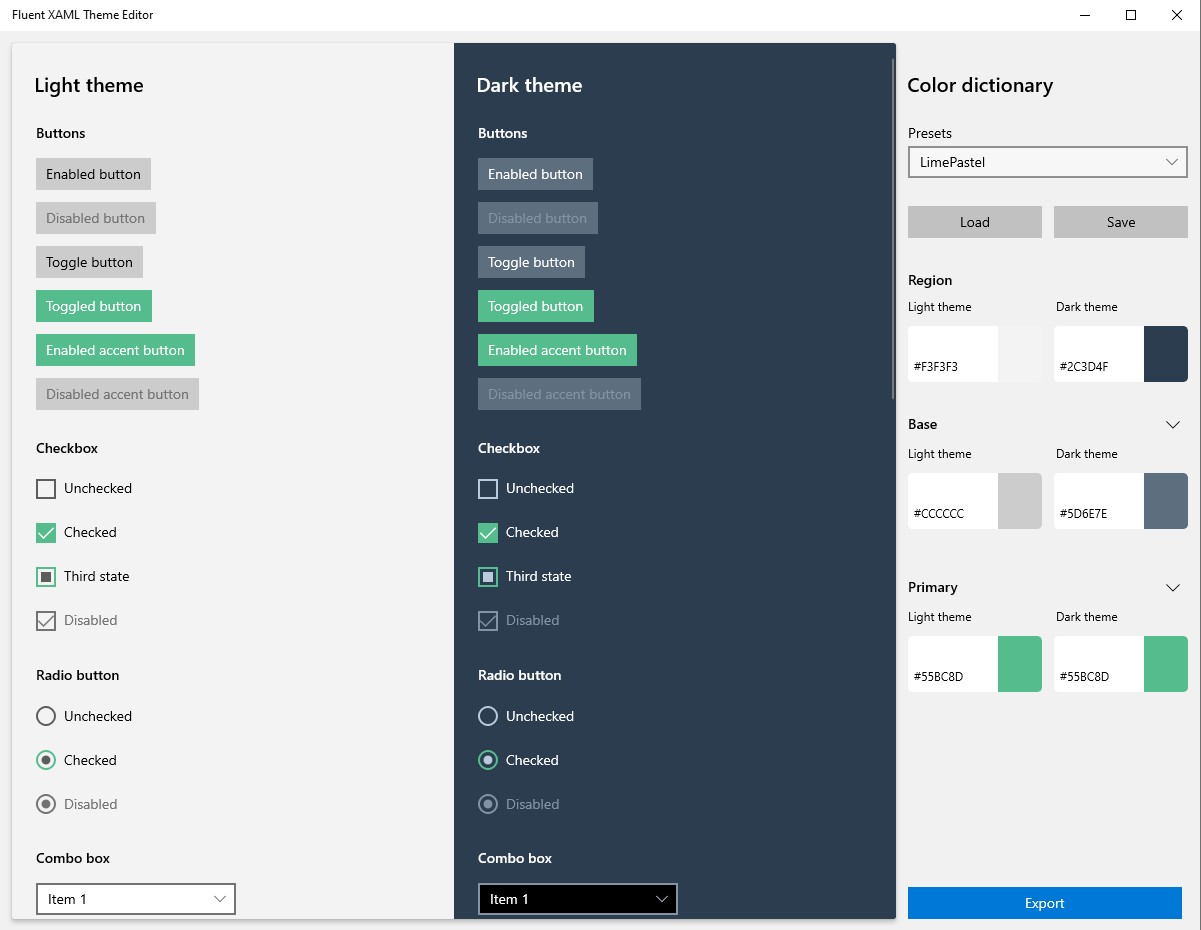 Fluent XAML Theme Editor
Light theme
Buttons
Enabled button
Disabled button
Toggle button
Toggled button
Enabled accent button
Disabled accent button
Checkbox
Unchecked
Checked
Third state
Disabled
Radio button
Unchecked
Checked
Disabled
Combo box
Item 1
Dark theme
Buttons
Enabled button
Disabled button
Toggle button
Toggled button
Enabled accent button
Disabled accent button
Checkbox
Unchecked
Checked
Third state
Disabled
Radio button
Unchecked
Checked
Disabled
Combo box
Item 1
Color dictionary
Presets
LimePastel
Load Save
Region
Light theme Dark theme
#F3F3F3 #2C3D4F
Base
Light theme Dark theme
#CCCCCC #5D6E7E
Primary
Light theme Dark theme
#55BC8D #55BC8D
Export